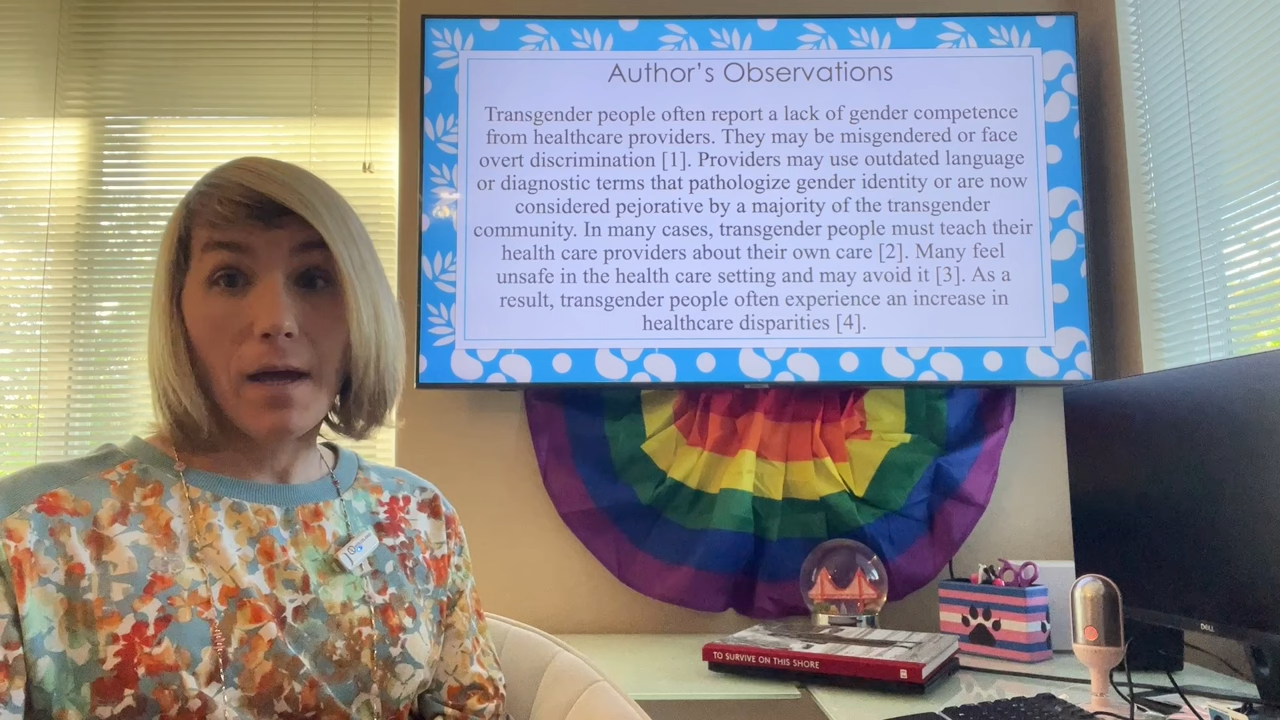 Author's Observations
Transgender people often report a lack of gender competence
from healthcare providers. They may be misgendered or face
overt discrimination [1]. Providers may use outdated language
or diagnostic terms that pathologize gender identity or are now
considered pejorative by a majority of the transgender
community. In many cases, transgender people must teach their
health care providers about their own care [2]. Many feel
unsafe in the health care setting and may avoid it [3]. As a
result, transgender people often experience an increase in
healthcare disparities [4].
TO SURVIVE ON THIS SHORE
DELL